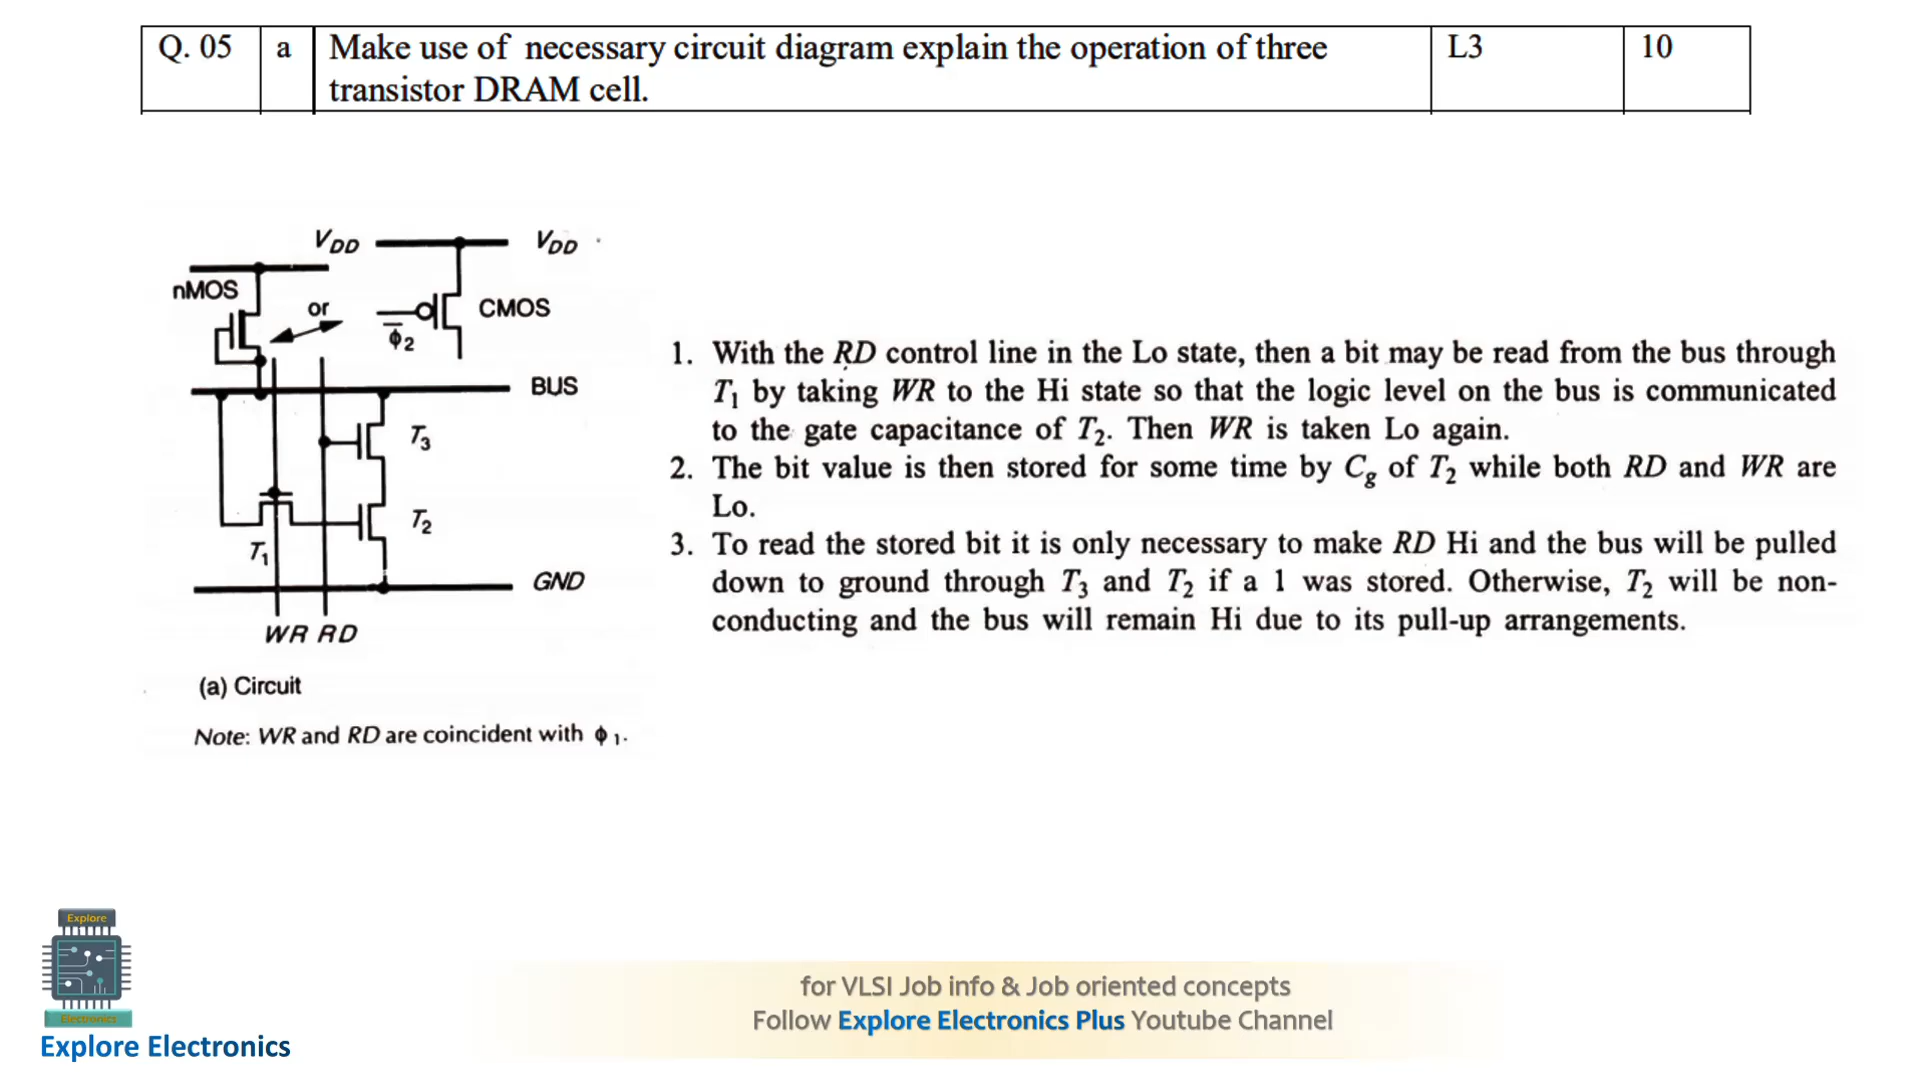 Q. 05 a Make use of necessary circuit diagram explain the operation of three L3 10
transistor DRAM cell.
VDD VDD
nMOS
or CMOS
ϕ̅2
BUS
T3
T2
T1
GND
WR RD
(a) Circuit
Note: WR and RD are coincident with ϕ1.
1. With the RD control line in the Lo state, then a bit may be read from the bus through
T1 by taking WR to the Hi state so that the logic level on the bus is communicated
to the gate capacitance of T2. Then WR is taken Lo again.
2. The bit value is then stored for some time by Cg of T2 while both RD and WR are
Lo.
3. To read the stored bit it is only necessary to make RD Hi and the bus will be pulled
down to ground through T3 and T2 if a 1 was stored. Otherwise, T2 will be non-
conducting and the bus will remain Hi due to its pull-up arrangements.
Explore
Electronics
Explore Electronics
for VLSI Job info & Job oriented concepts
Follow Explore Electronics Plus Youtube Channel